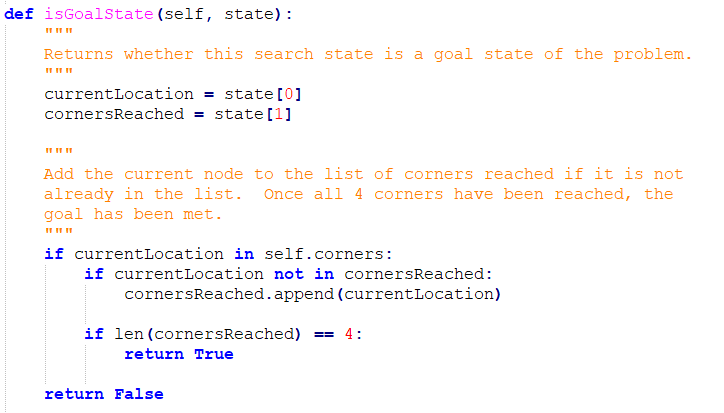 def isGoalState(self, state):
    """
    Returns whether this search state is a goal state of the problem.
    """
    currentLocation = state[0]
    cornersReached = state[1]

    """
    Add the current node to the list of corners reached if it is not
    already in the list.  Once all 4 corners have been reached, the
    goal has been met.
    """
    if currentLocation in self.corners:
        if currentLocation not in cornersReached:
            cornersReached.append(currentLocation)

        if len(cornersReached) == 4:
            return True

    return False